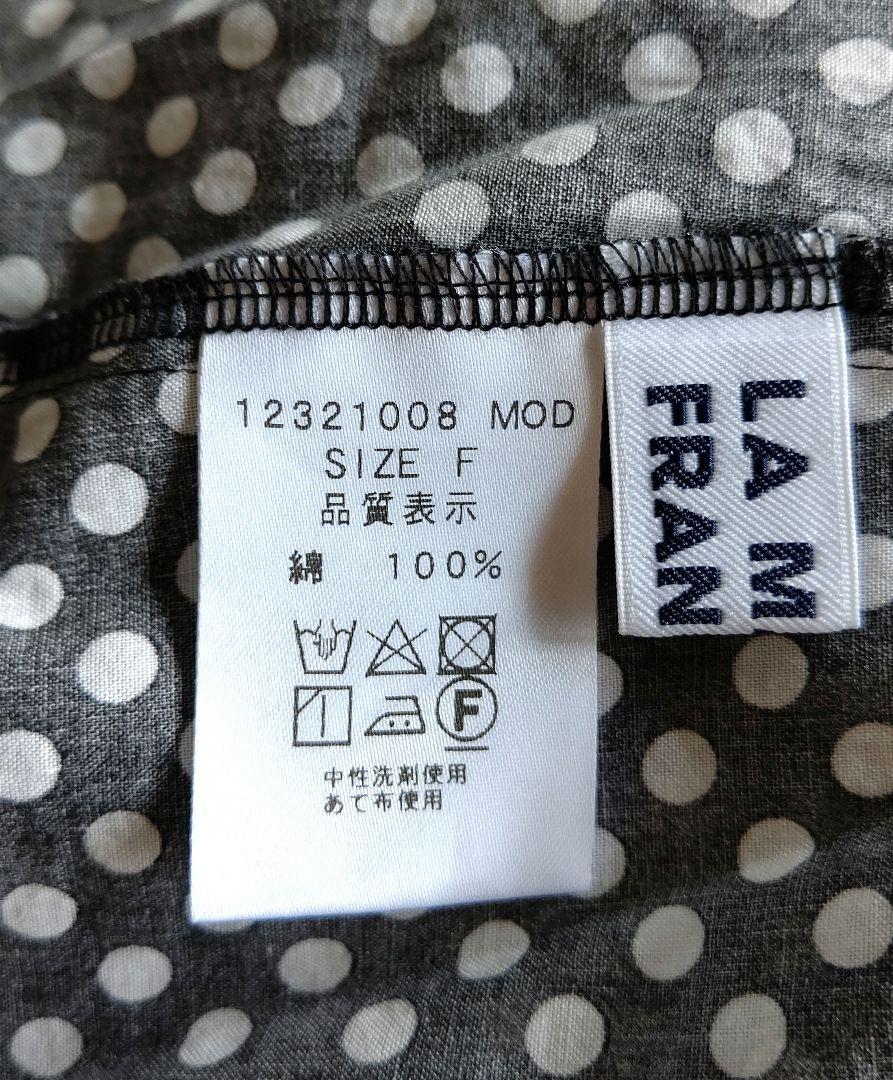 12321008 MOD
SIZE F
品質表示
綿 100%
F
中性洗剤使用
あて布使用
LA M
FRAN